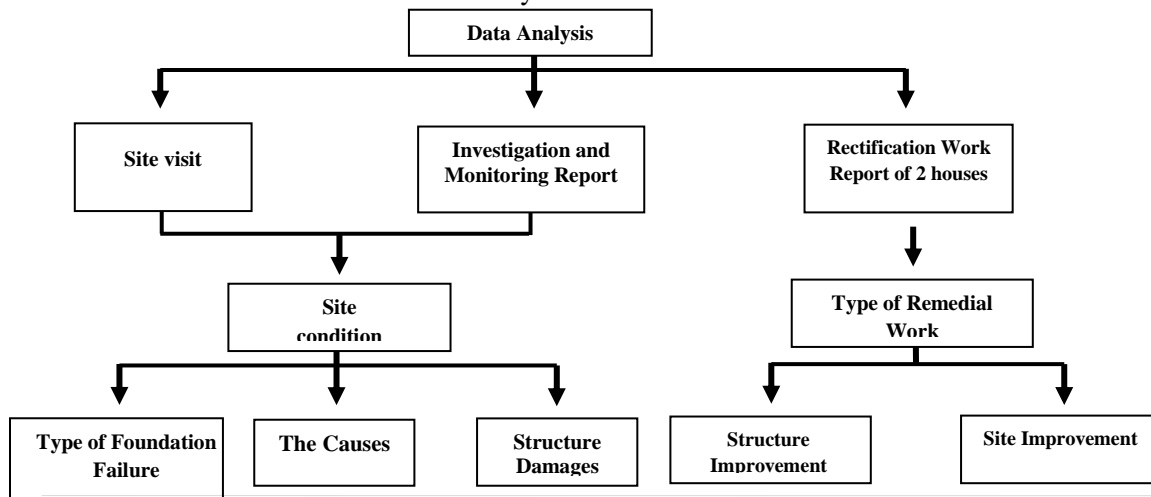 Data Analysis
Site visit
Investigation and
Monitoring Report
Rectification Work
Report of 2 houses
Site
condition
Type of Remedial
Work
Type of Foundation
Failure
The Causes
Structure
Damages
Structure
Improvement
Site Improvement